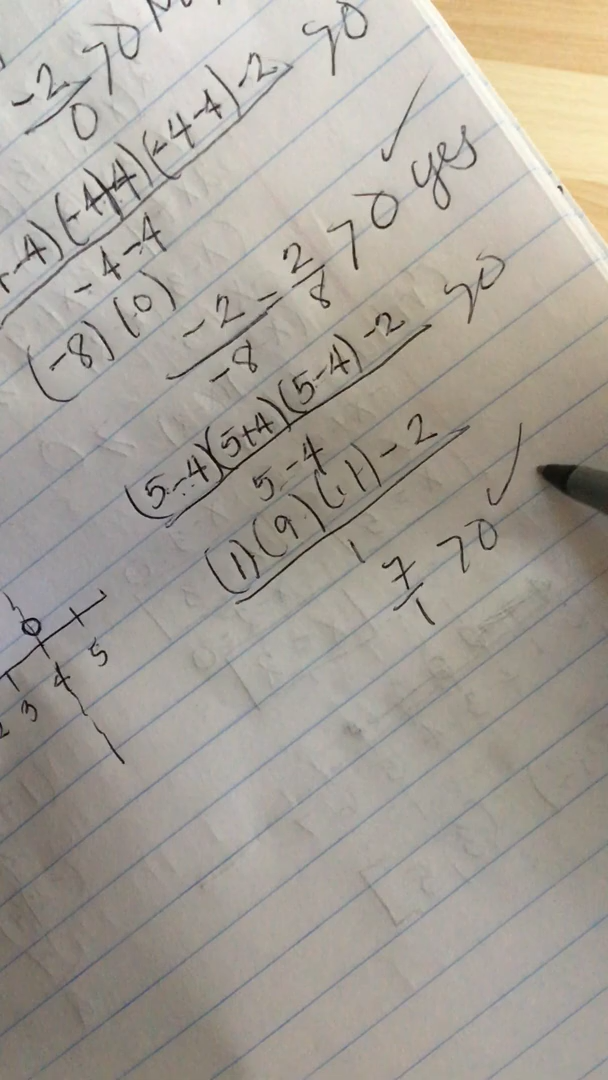 -2/0 >0
-4)(-4+4)(-4-4)-2 >0
-4-4
(-8)(0) -2/-8 = 2/8 >0 ✓ yes
(5-4)(5+4)(5-4)-2 >0
5-4
(1)(9)(1)-2
1
7/1 >0 ✓
2 3 4 5